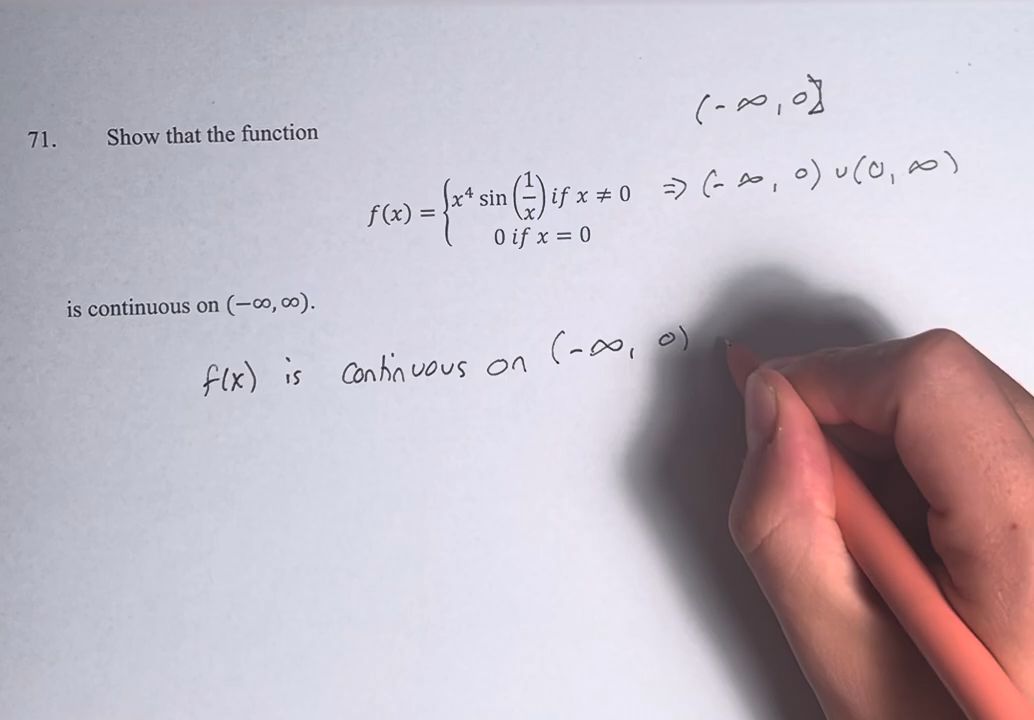 (-∞, 0]
71. Show that the function
f(x) = { x⁴ sin (1/x) if x ≠ 0 ⇒ (-∞, 0) ∪ (0, ∞)
0 if x = 0
is continuous on (−∞, ∞).
f(x) is continuous on (-∞, 0)